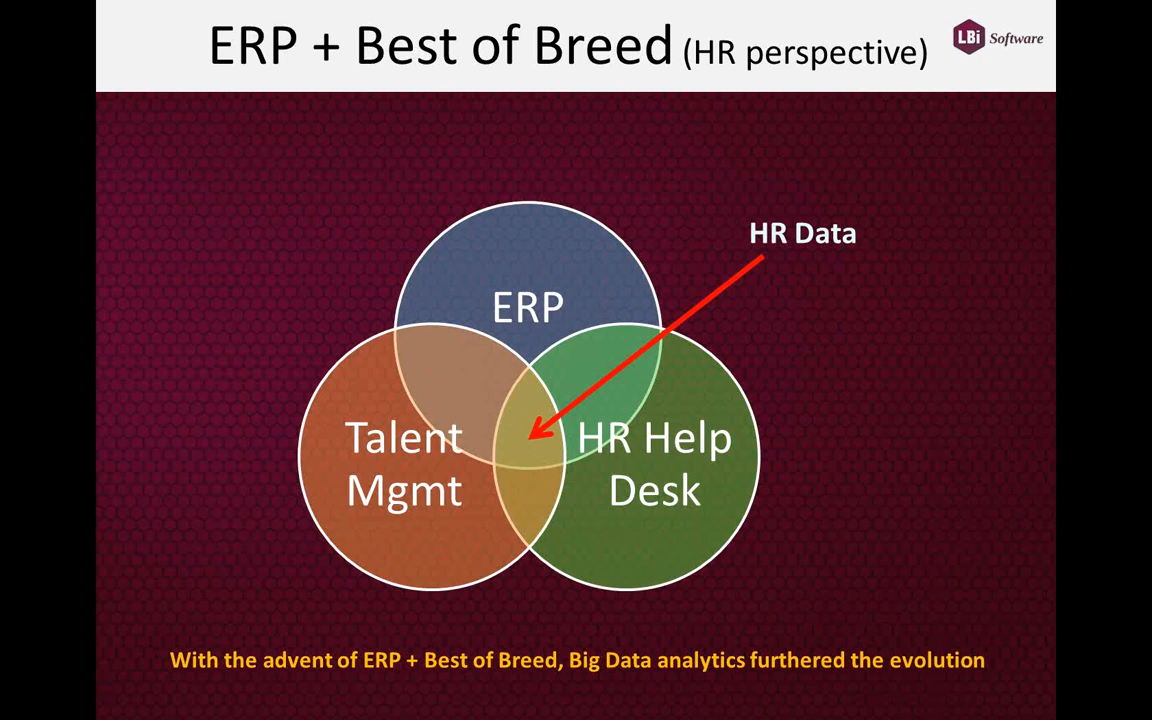 ERP + Best of Breed (HR perspective)
LBi Software
HR Data
ERP
Talent
Mgmt
HR Help
Desk
With the advent of ERP + Best of Breed, Big Data analytics furthered the evolution